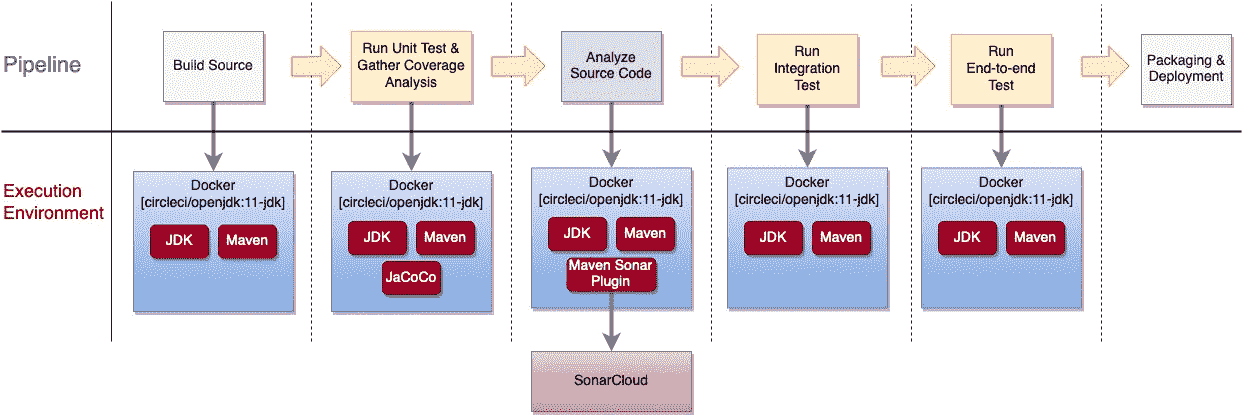 Pipeline
Build Source
Run Unit Test &
Gather Coverage
Analysis
Analyze
Source Code
Run
Integration
Test
Run
End-to-end
Test
Packaging &
Deployment
Execution
Environment
Docker
[circleci/openjdk:11-jdk]
JDK
Maven
Docker
[circleci/openjdk:11-jdk]
JDK
Maven
JaCoCo
Docker
[circleci/openjdk:11-jdk]
JDK
Maven
Maven Sonar
Plugin
Docker
[circleci/openjdk:11-jdk]
JDK
Maven
Docker
[circleci/openjdk:11-jdk]
JDK
Maven
SonarCloud